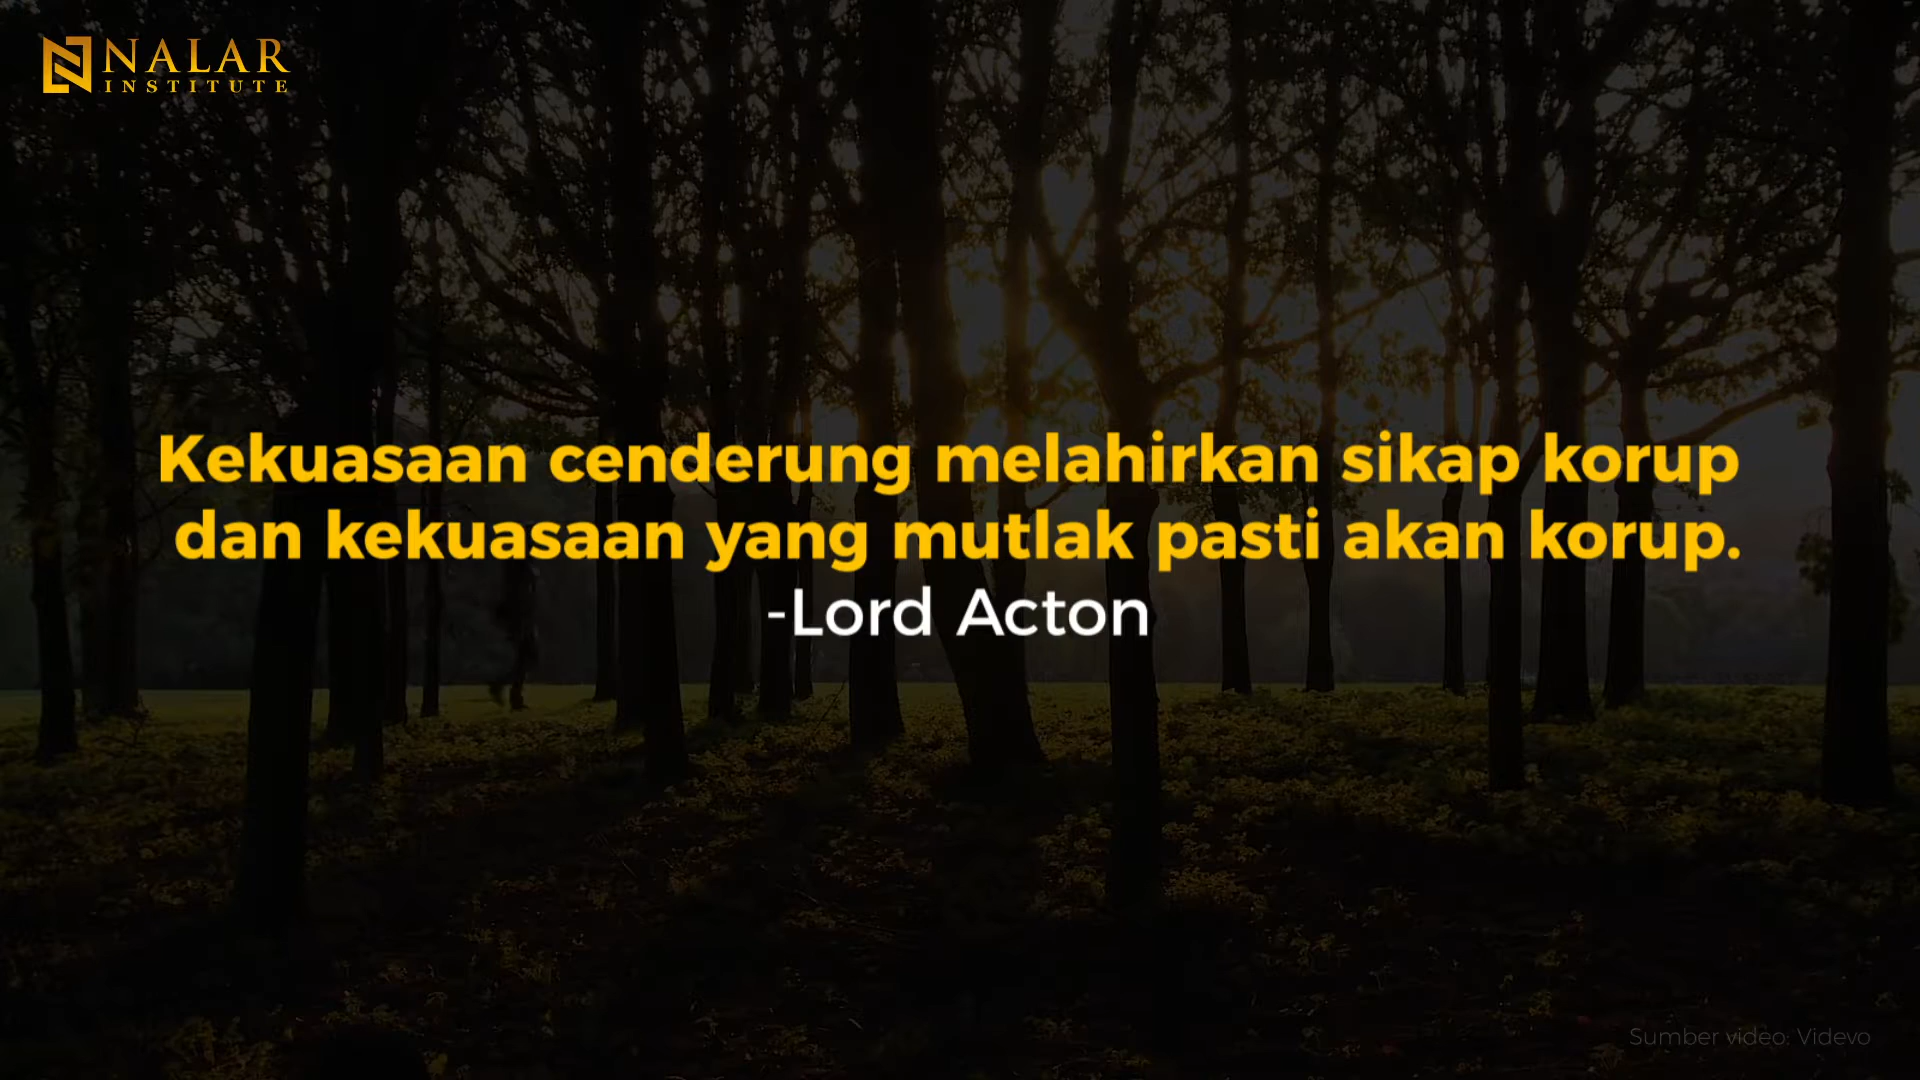 NALAR
INSTITUTE
Kekuasaan cenderung melahirkan sikap korup
dan kekuasaan yang mutlak pasti akan korup.
-Lord Acton
Sumber video: Videvo